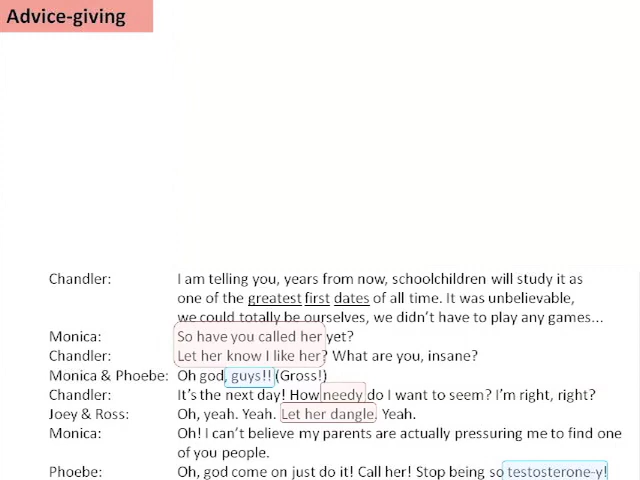 Advice-giving
Chandler: I am telling you, years from now, schoolchildren will study it as
one of the greatest first dates of all time. It was unbelievable,
we could totally be ourselves, we didn't have to play any games...
Monica: So have you called her yet?
Chandler: Let her know I like her? What are you, insane?
Monica & Phoebe: Oh god, guys!! (Gross!)
Chandler: It's the next day! How needy do I want to seem? I'm right, right?
Joey & Ross: Oh, yeah. Yeah. Let her dangle. Yeah.
Monica: Oh! I can't believe my parents are actually pressuring me to find one
of you people.
Phoebe: Oh, god come on just do it! Call her! Stop being so testosterone-y!